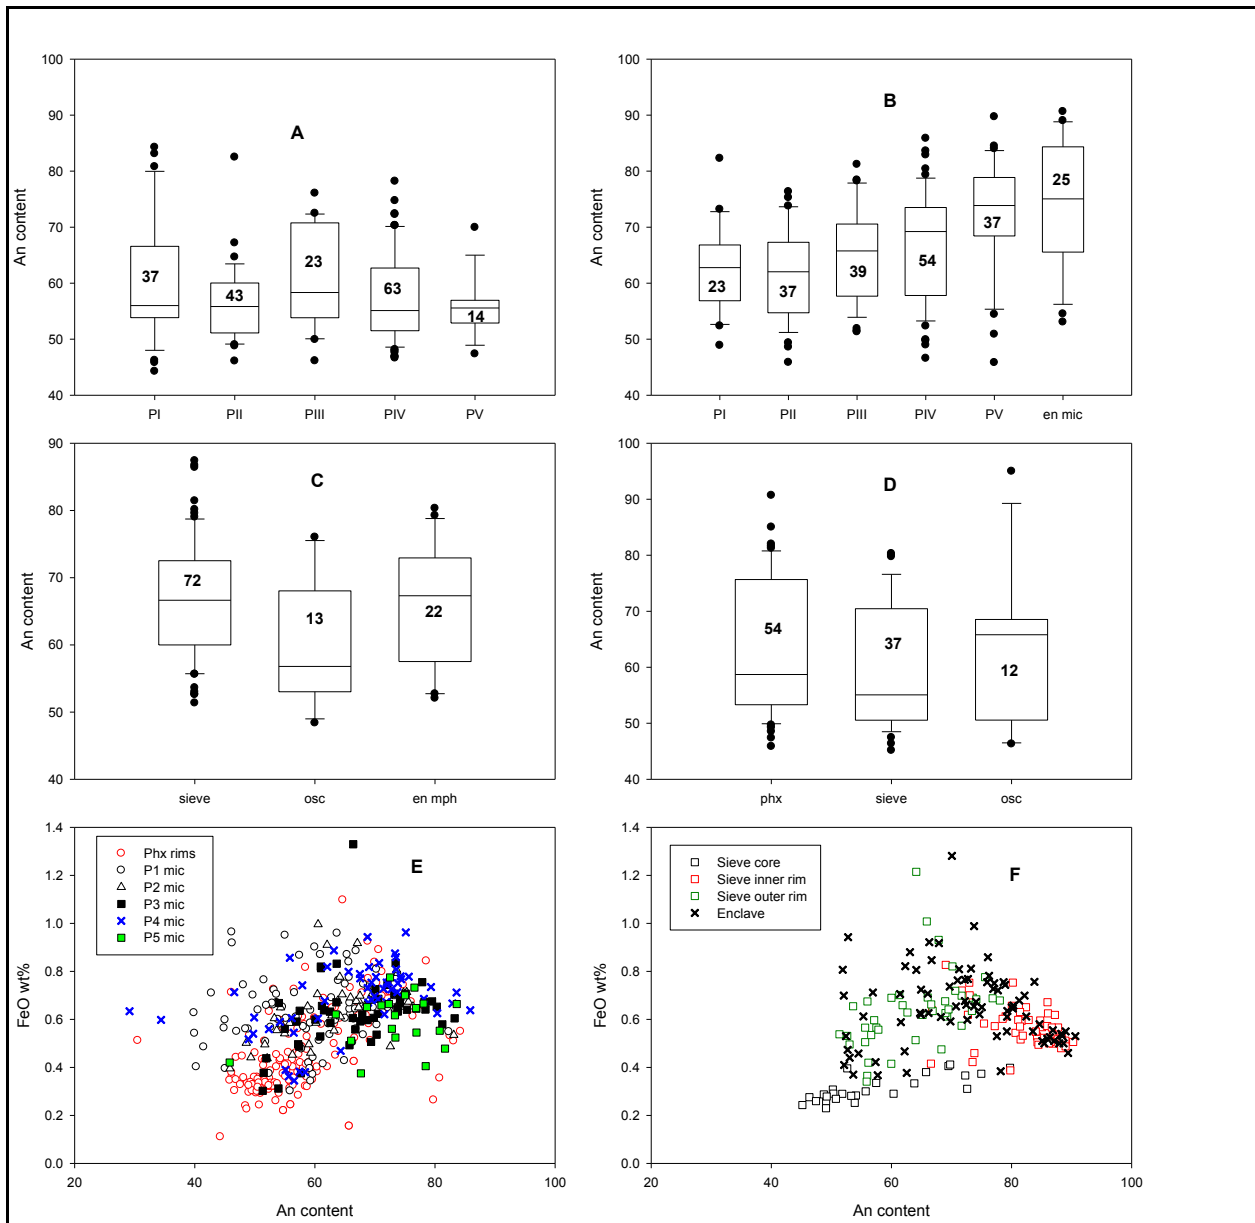 A
An content
100
90
80
70
60
50
40
37
43
23
63
14
PI PII PIII PIV PV
B
An content
100
90
80
70
60
50
40
23
37
39
54
37
25
PI PII PIII PIV PV en mic
C
An content
90
80
70
60
50
40
72
13
22
sieve osc en mph
D
An content
100
90
80
70
60
50
40
54
37
12
phx sieve osc
E
FeO wt%
1.4
1.2
1.0
0.8
0.6
0.4
0.2
0.0
Phx rims
P1 mic
P2 mic
P3 mic
P4 mic
P5 mic
20 40 60 80 100
An content
F
FeO wt%
1.4
1.2
1.0
0.8
0.6
0.4
0.2
0.0
Sieve core
Sieve inner rim
Sieve outer rim
Enclave
20 40 60 80 100
An content